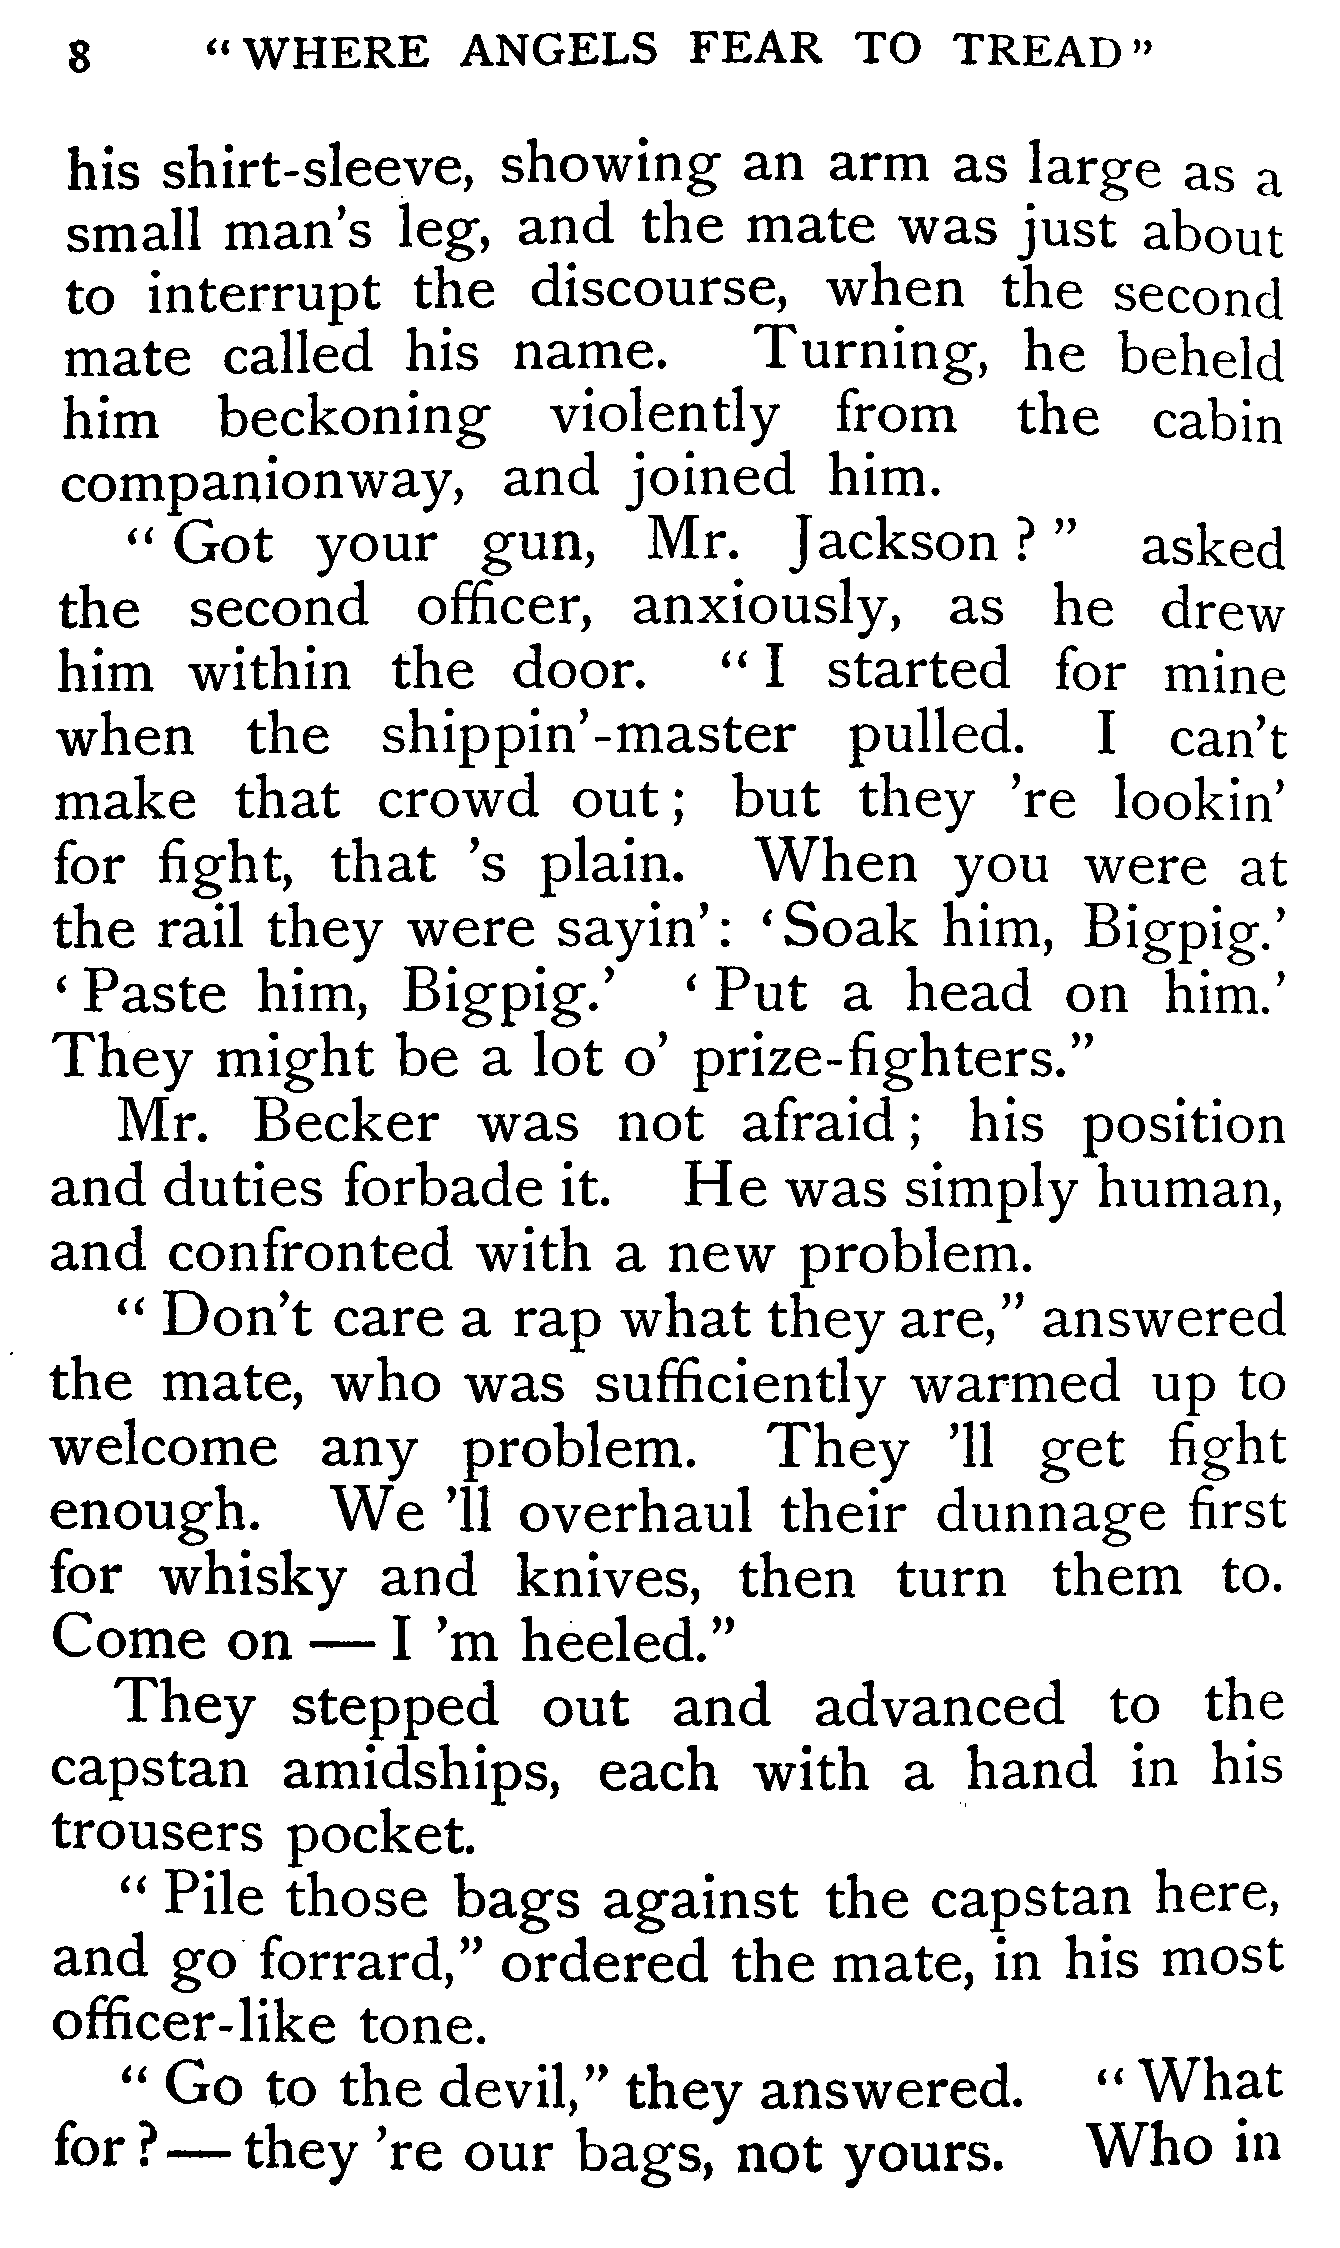 8 "WHERE ANGELS FEAR TO TREAD"
his shirt-sleeve, showing an arm as large as a
small man's leg, and the mate was just about
to interrupt the discourse, when the second
mate called his name. Turning, he beheld
him beckoning violently from the cabin
companionway, and joined him.
"Got your gun, Mr. Jackson?" asked
the second officer, anxiously, as he drew
him within the door. "I started for mine
when the shippin'-master pulled. I can't
make that crowd out; but they 're lookin'
for fight, that 's plain. When you were at
the rail they were sayin': 'Soak him, Bigpig.'
'Paste him, Bigpig.' 'Put a head on him.'
They might be a lot o' prize-fighters."
Mr. Becker was not afraid; his position
and duties forbade it. He was simply human,
and confronted with a new problem.
"Don't care a rap what they are," answered
the mate, who was sufficiently warmed up to
welcome any problem. They 'll get fight
enough. We 'll overhaul their dunnage first
for whisky and knives, then turn them to.
Come on — I 'm heeled."
They stepped out and advanced to the
capstan amidships, each with a hand in his
trousers pocket.
"Pile those bags against the capstan here,
and go forrard," ordered the mate, in his most
officer-like tone.
"Go to the devil," they answered. "What
for?— they 're our bags, not yours. Who in